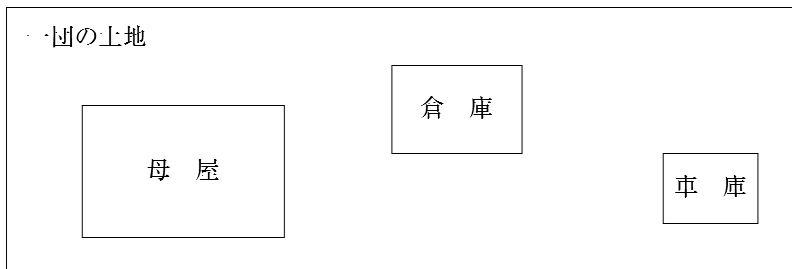 一団の土地
倉　庫
母　屋
車　庫